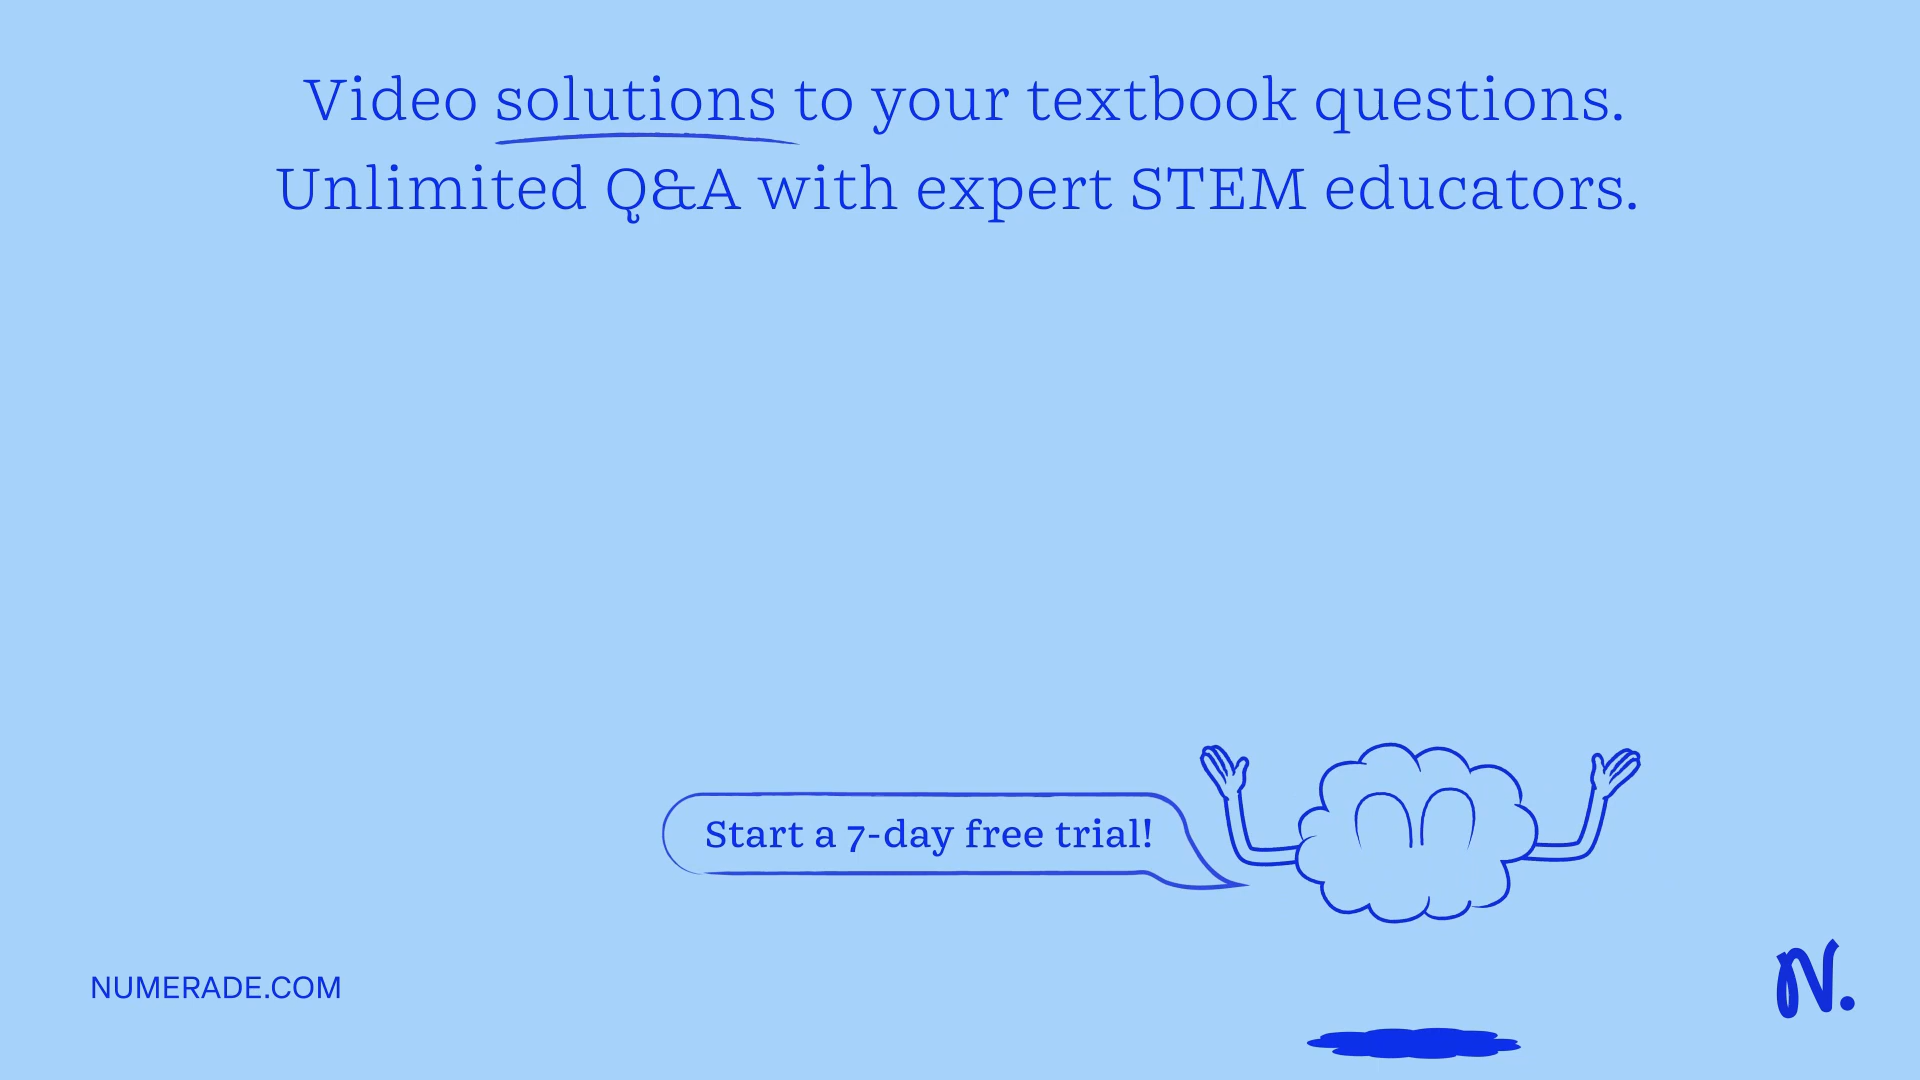 Video solutions to your textbook questions.
Unlimited Q&A with expert STEM educators.
Start a 7-day free trial!
NUMERADE.COM
N.